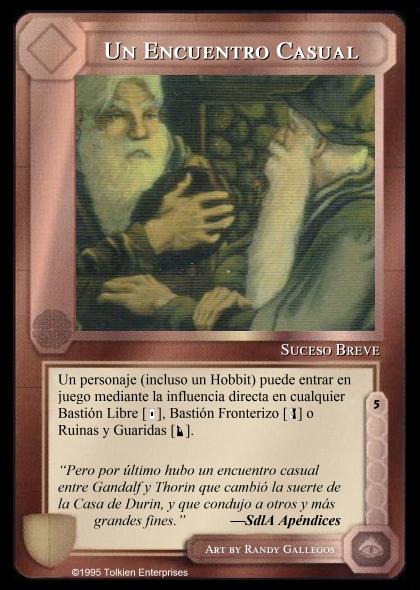 Un Encuentro Casual
Suceso Breve
Un personaje (incluso un Hobbit) puede entrar en
juego mediante la influencia directa en cualquier
Bastión Libre [ ], Bastión Fronterizo [ ] o
Ruinas y Guaridas [ ].
5
“Pero por último hubo un encuentro casual
entre Gandalf y Thorin que cambió la suerte de
la Casa de Durin, y que condujo a otros y más
grandes fines.” —SdlA Apéndices
Art by Randy Gallegos
©1995 Tolkien Enterprises